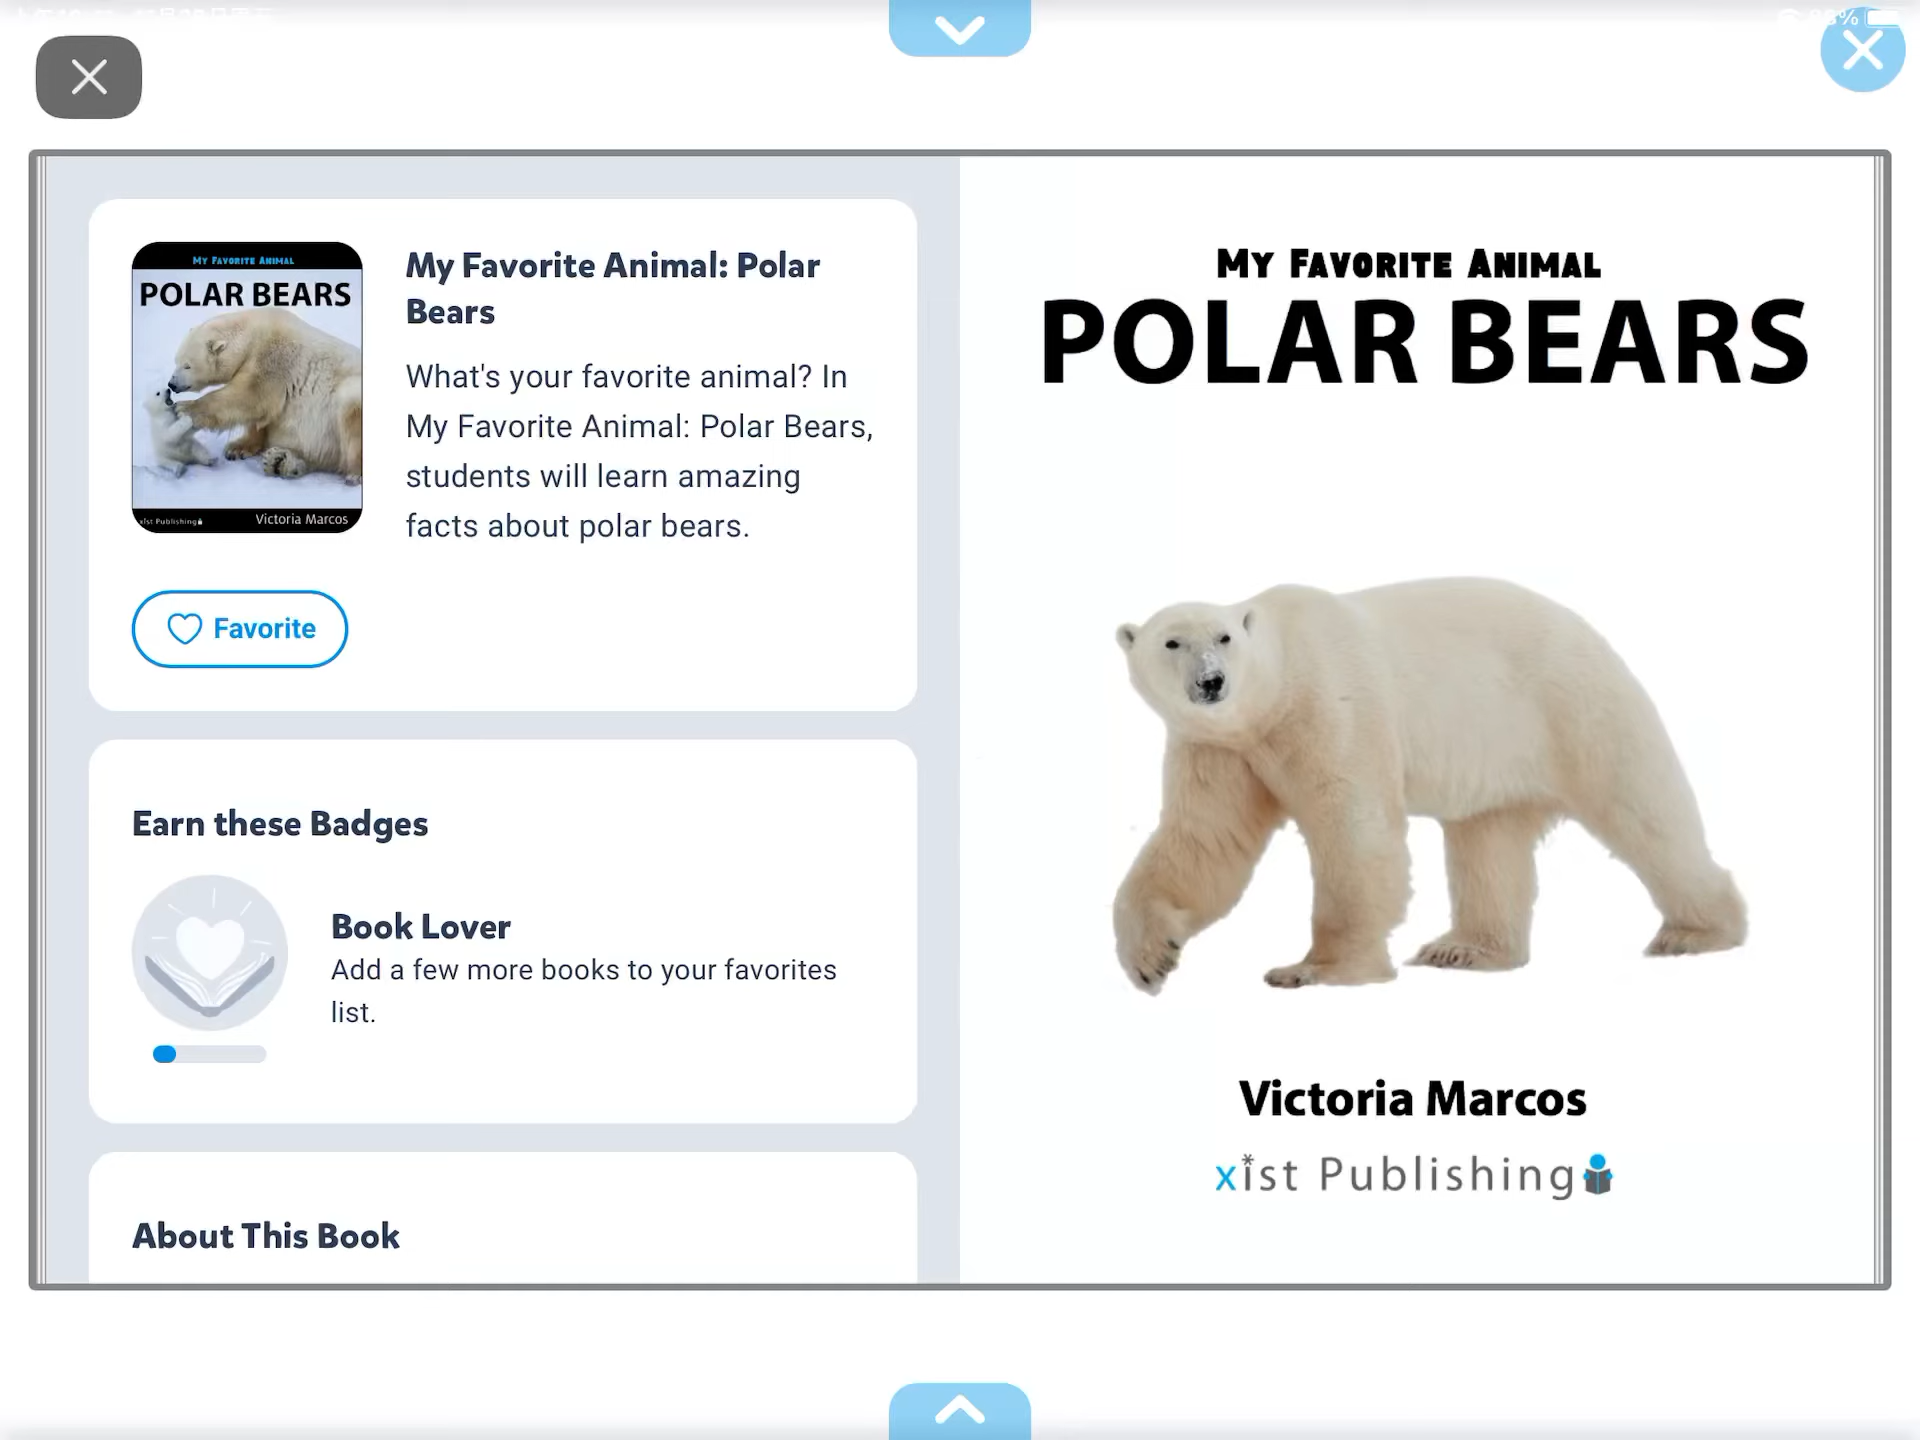 My Favorite Animal
POLAR BEARS
xist Publishing
Victoria Marcos
My Favorite Animal: Polar
Bears
What's your favorite animal? In
My Favorite Animal: Polar Bears,
students will learn amazing
facts about polar bears.
Favorite
Earn these Badges
Book Lover
Add a few more books to your favorites
list.
About This Book
My Favorite Animal
POLAR BEARS
Victoria Marcos
xist Publishing